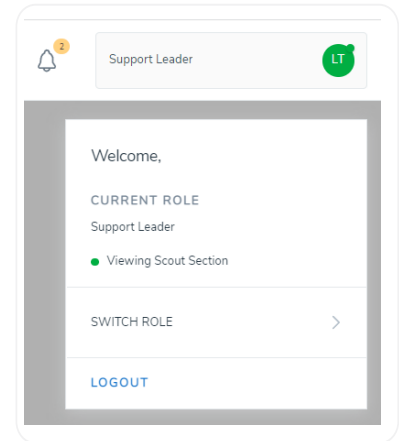 2
Support Leader
LT
Welcome,
CURRENT ROLE
Support Leader
Viewing Scout Section
SWITCH ROLE
LOGOUT